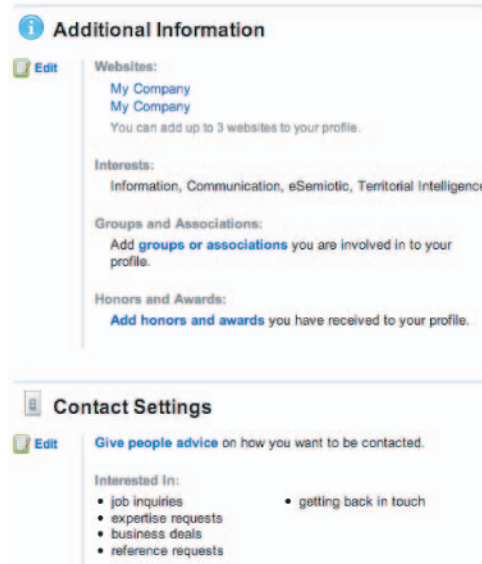 Additional Information
Edit
Websites:
My Company
My Company
You can add up to 3 websites to your profile.
Interests:
Information, Communication, eSemiotic, Territorial Intelligence
Groups and Associations:
Add groups or associations you are involved in to your
profile.
Honors and Awards:
Add honors and awards you have received to your profile.
Contact Settings
Edit
Give people advice on how you want to be contacted.
Interested In:
• job inquiries
• getting back in touch
• expertise requests
• business deals
• reference requests